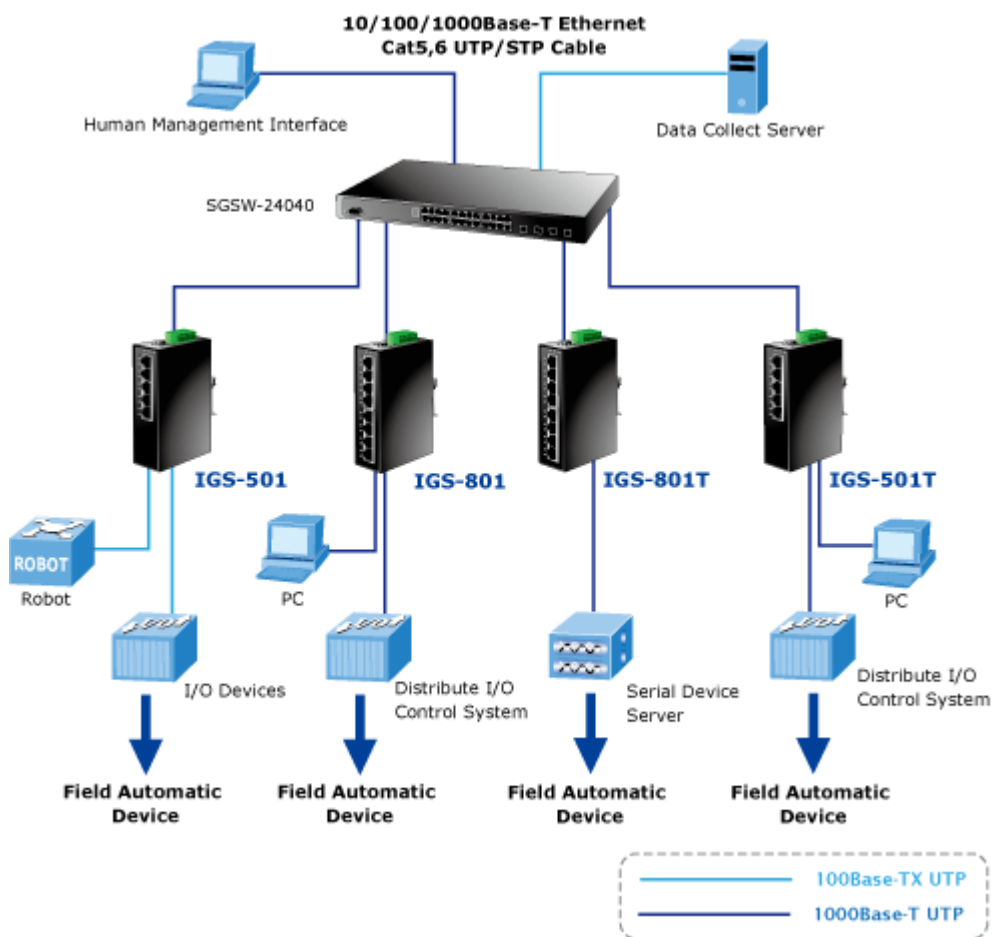 10/100/1000Base-T Ethernet
Cat5,6 UTP/STP Cable
Human Management Interface
Data Collect Server
SGSW-24040
IGS-501
IGS-801
IGS-801T
IGS-501T
ROBOT
Robot
PC
PC
I/O Devices
Distribute I/O
Control System
Serial Device
Server
Distribute I/O
Control System
Field Automatic
Device
Field Automatic
Device
Field Automatic
Device
Field Automatic
Device
100Base-TX UTP
1000Base-T UTP